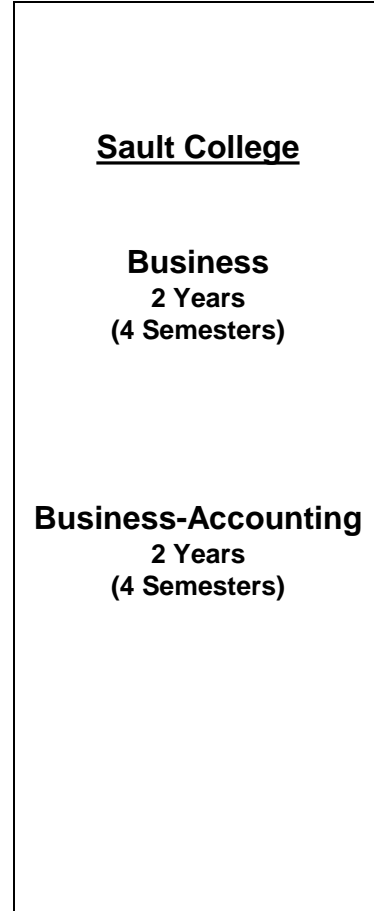 Sault College
Business
2 Years
(4 Semesters)
Business-Accounting
2 Years
(4 Semesters)